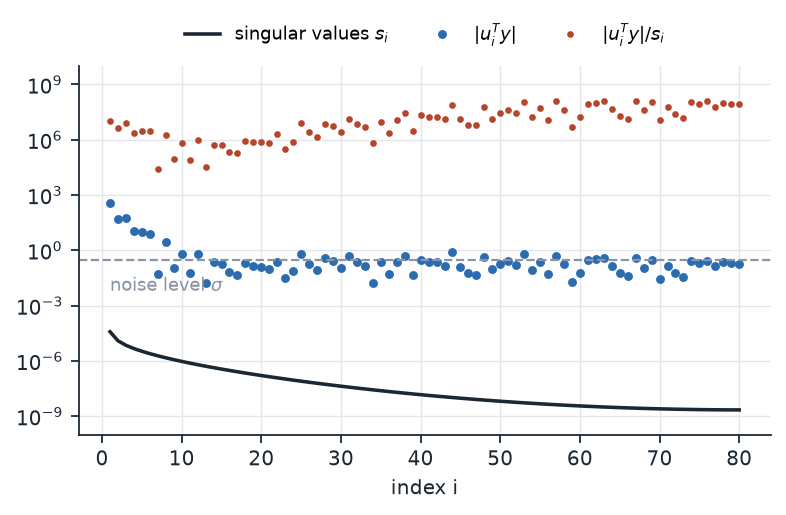 singular values $s_i$
$|u_i^T y|$
$|u_i^T y|/s_i$
$10^9$
$10^6$
$10^3$
$10^0$
noise level $\sigma$
$10^{-3}$
$10^{-6}$
$10^{-9}$
0 10 20 30 40 50 60 70 80
index i